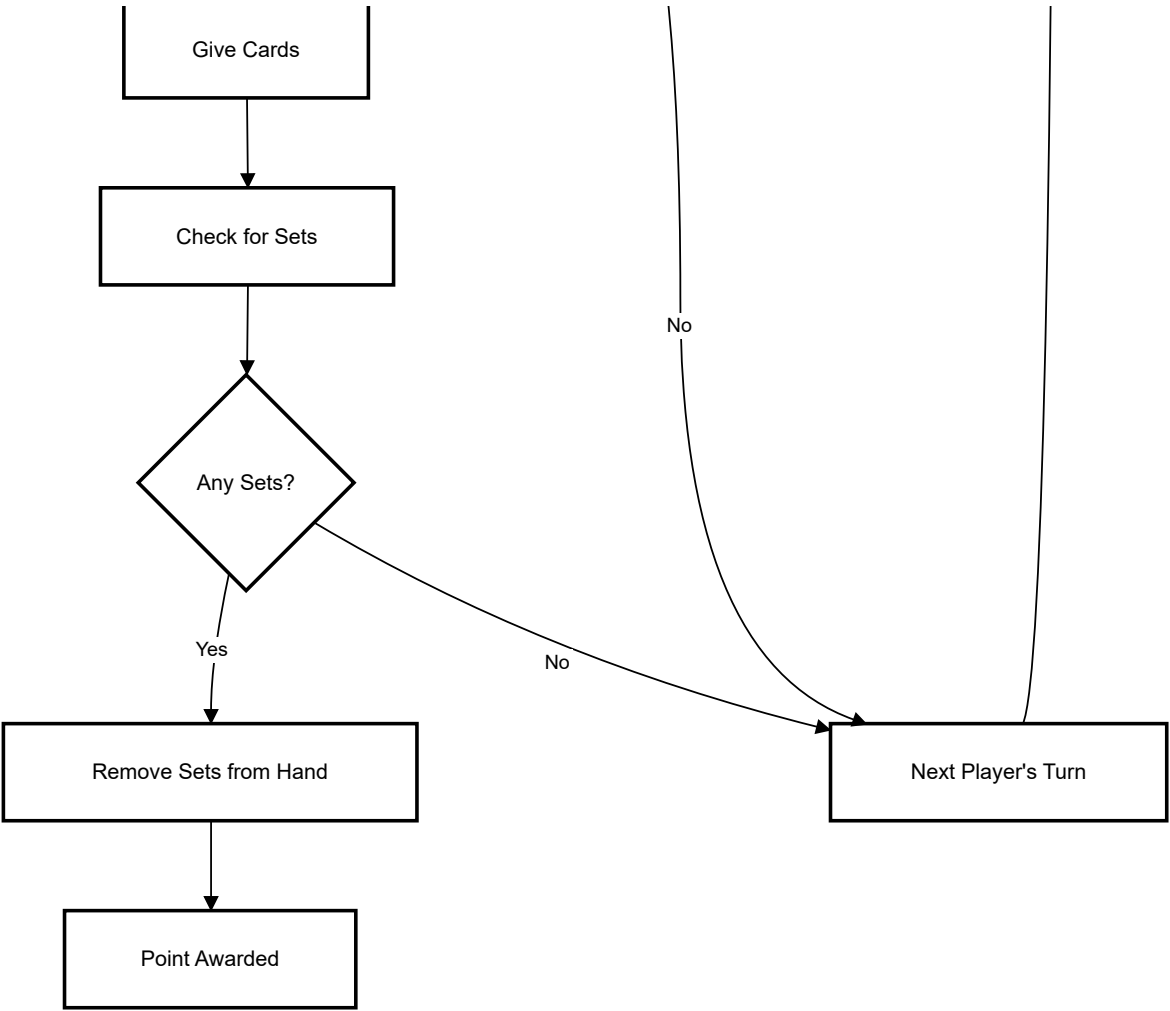 Give Cards
Check for Sets
No
Any Sets?
Yes
No
Remove Sets from Hand
Next Player's Turn
Point Awarded